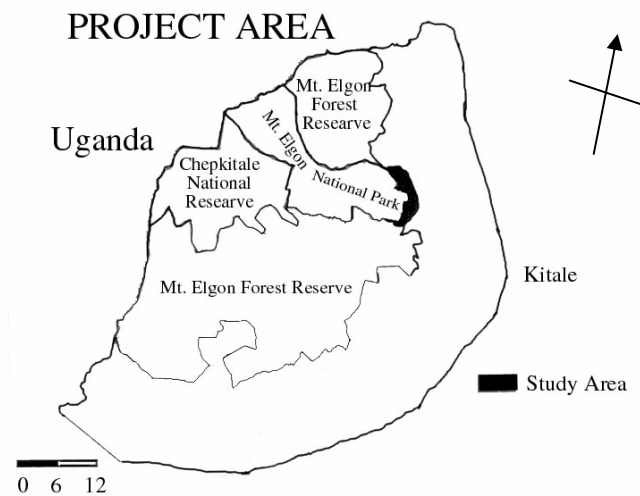 PROJECT AREA
Mt. Elgon
Forest
Researve
Uganda
Mt. Elgon
National Park
Chepkitale
National
Researve
Mt. Elgon Forest Reserve
Kitale
Study Area
0 6 12